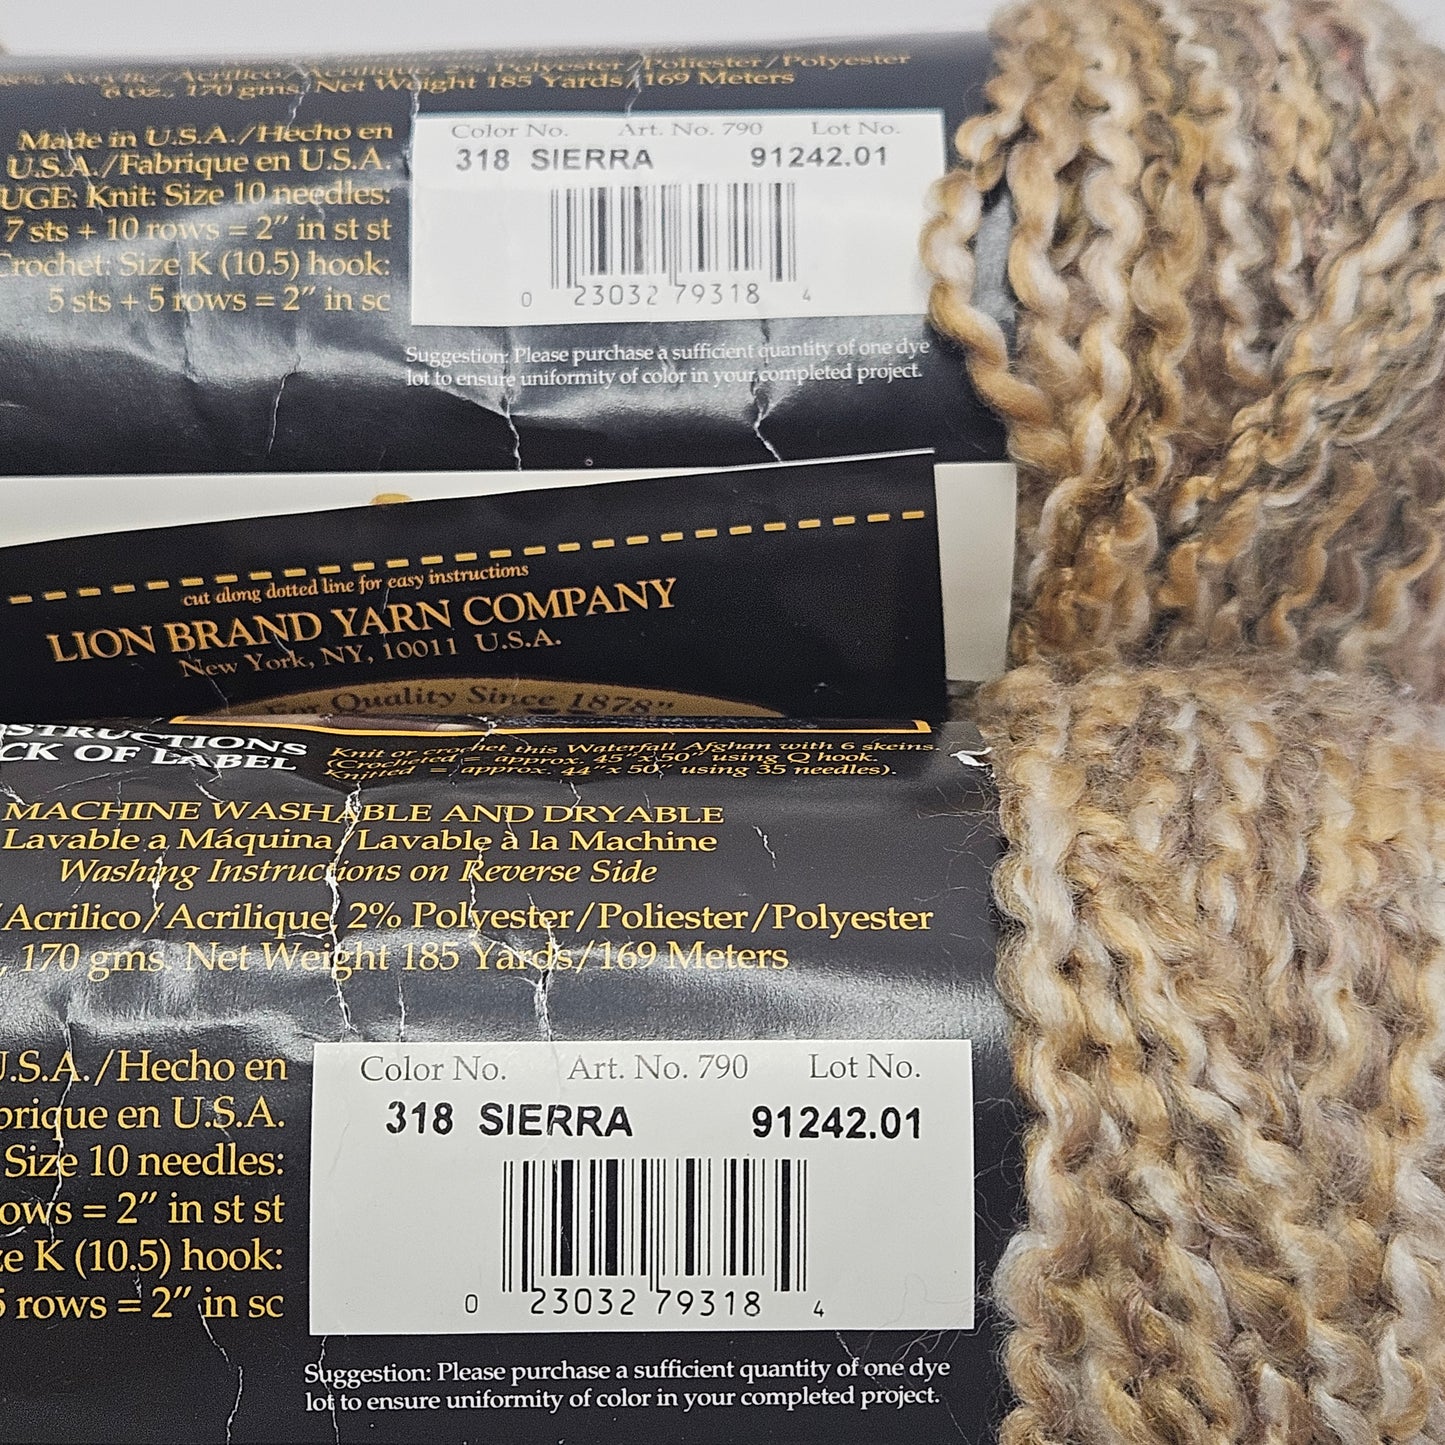 Acrylic/Acrílico/Acrilique, 2% Polyester/Poliester/Polyester
6 oz., 170 gms. Net Weight 185 Yards/169 Meters
Made in U.S.A./Hecho en
U.S.A./Fabrique en U.S.A.
UGE: Knit: Size 10 needles:
7 sts + 10 rows = 2” in st st
Crochet: Size K (10.5) hook:
5 sts + 5 rows = 2” in sc
Color No. Art. No. 790 Lot No.
318 SIERRA 91242.01
0 23032 79318 4
Suggestion: Please purchase a sufficient quantity of one dye
lot to ensure uniformity of color in your completed project.
cut along dotted line for easy instructions
LION BRAND YARN COMPANY
New York, NY, 10011 U.S.A.
For Quality Since 1878”
STRUCTIONS
CK OF LABEL
Knit or crochet this Waterfall Afghan with 6 skeins.
(Crocheted = approx. 45” x 50” using Q hook.
Knitted = approx. 44” x 50” using 35 needles).
MACHINE WASHABLE AND DRYABLE
Lavable a Máquina/Lavable à la Machine
Washing Instructions on Reverse Side
/Acrilico/Acrilique, 2% Polyester/Poliester/Polyester
, 170 gms. Net Weight 185 Yards/169 Meters
U.S.A./Hecho en
brique en U.S.A.
Size 10 needles:
ows = 2” in st st
ze K (10.5) hook:
5 rows = 2” in sc
Color No. Art. No. 790 Lot No.
318 SIERRA 91242.01
0 23032 79318 4
Suggestion: Please purchase a sufficient quantity of one dye
lot to ensure uniformity of color in your completed project.